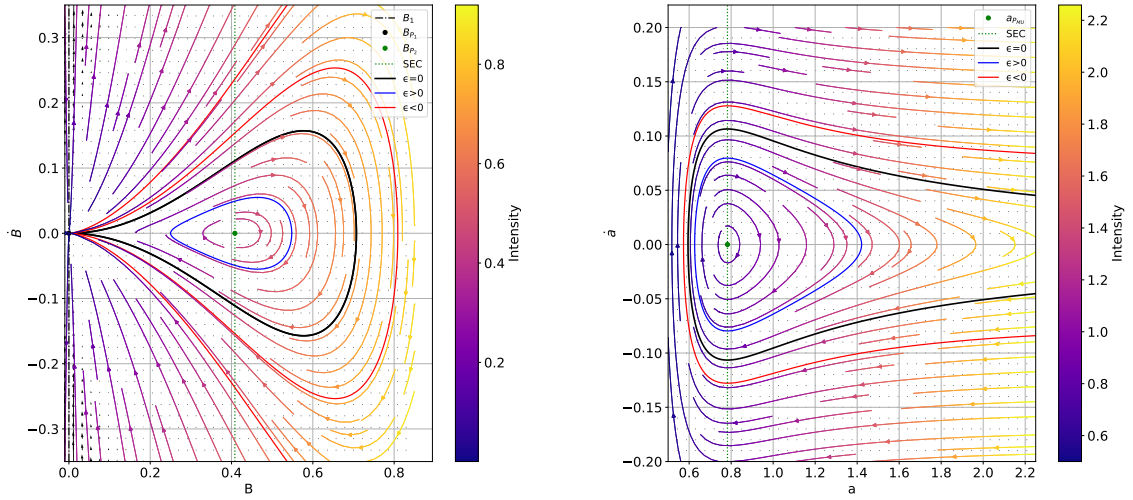 0.3
0.2
0.1
0.0
−0.1
−0.2
−0.3
Ḃ
0.0
0.2
0.4
0.6
0.8
B
B₁
B_{P₁}
B_{P₂}
SEC
ϵ=0
ϵ>0
ϵ<0
0.8
0.6
0.4
0.2
Intensity
0.20
0.15
0.10
0.05
0.00
−0.05
−0.10
−0.15
−0.20
ȧ
0.6
0.8
1.0
1.2
1.4
1.6
1.8
2.0
2.2
a
a_{P_{MU}}
SEC
ϵ=0
ϵ>0
ϵ<0
2.2
2.0
1.8
1.6
1.4
1.2
1.0
0.8
0.6
Intensity